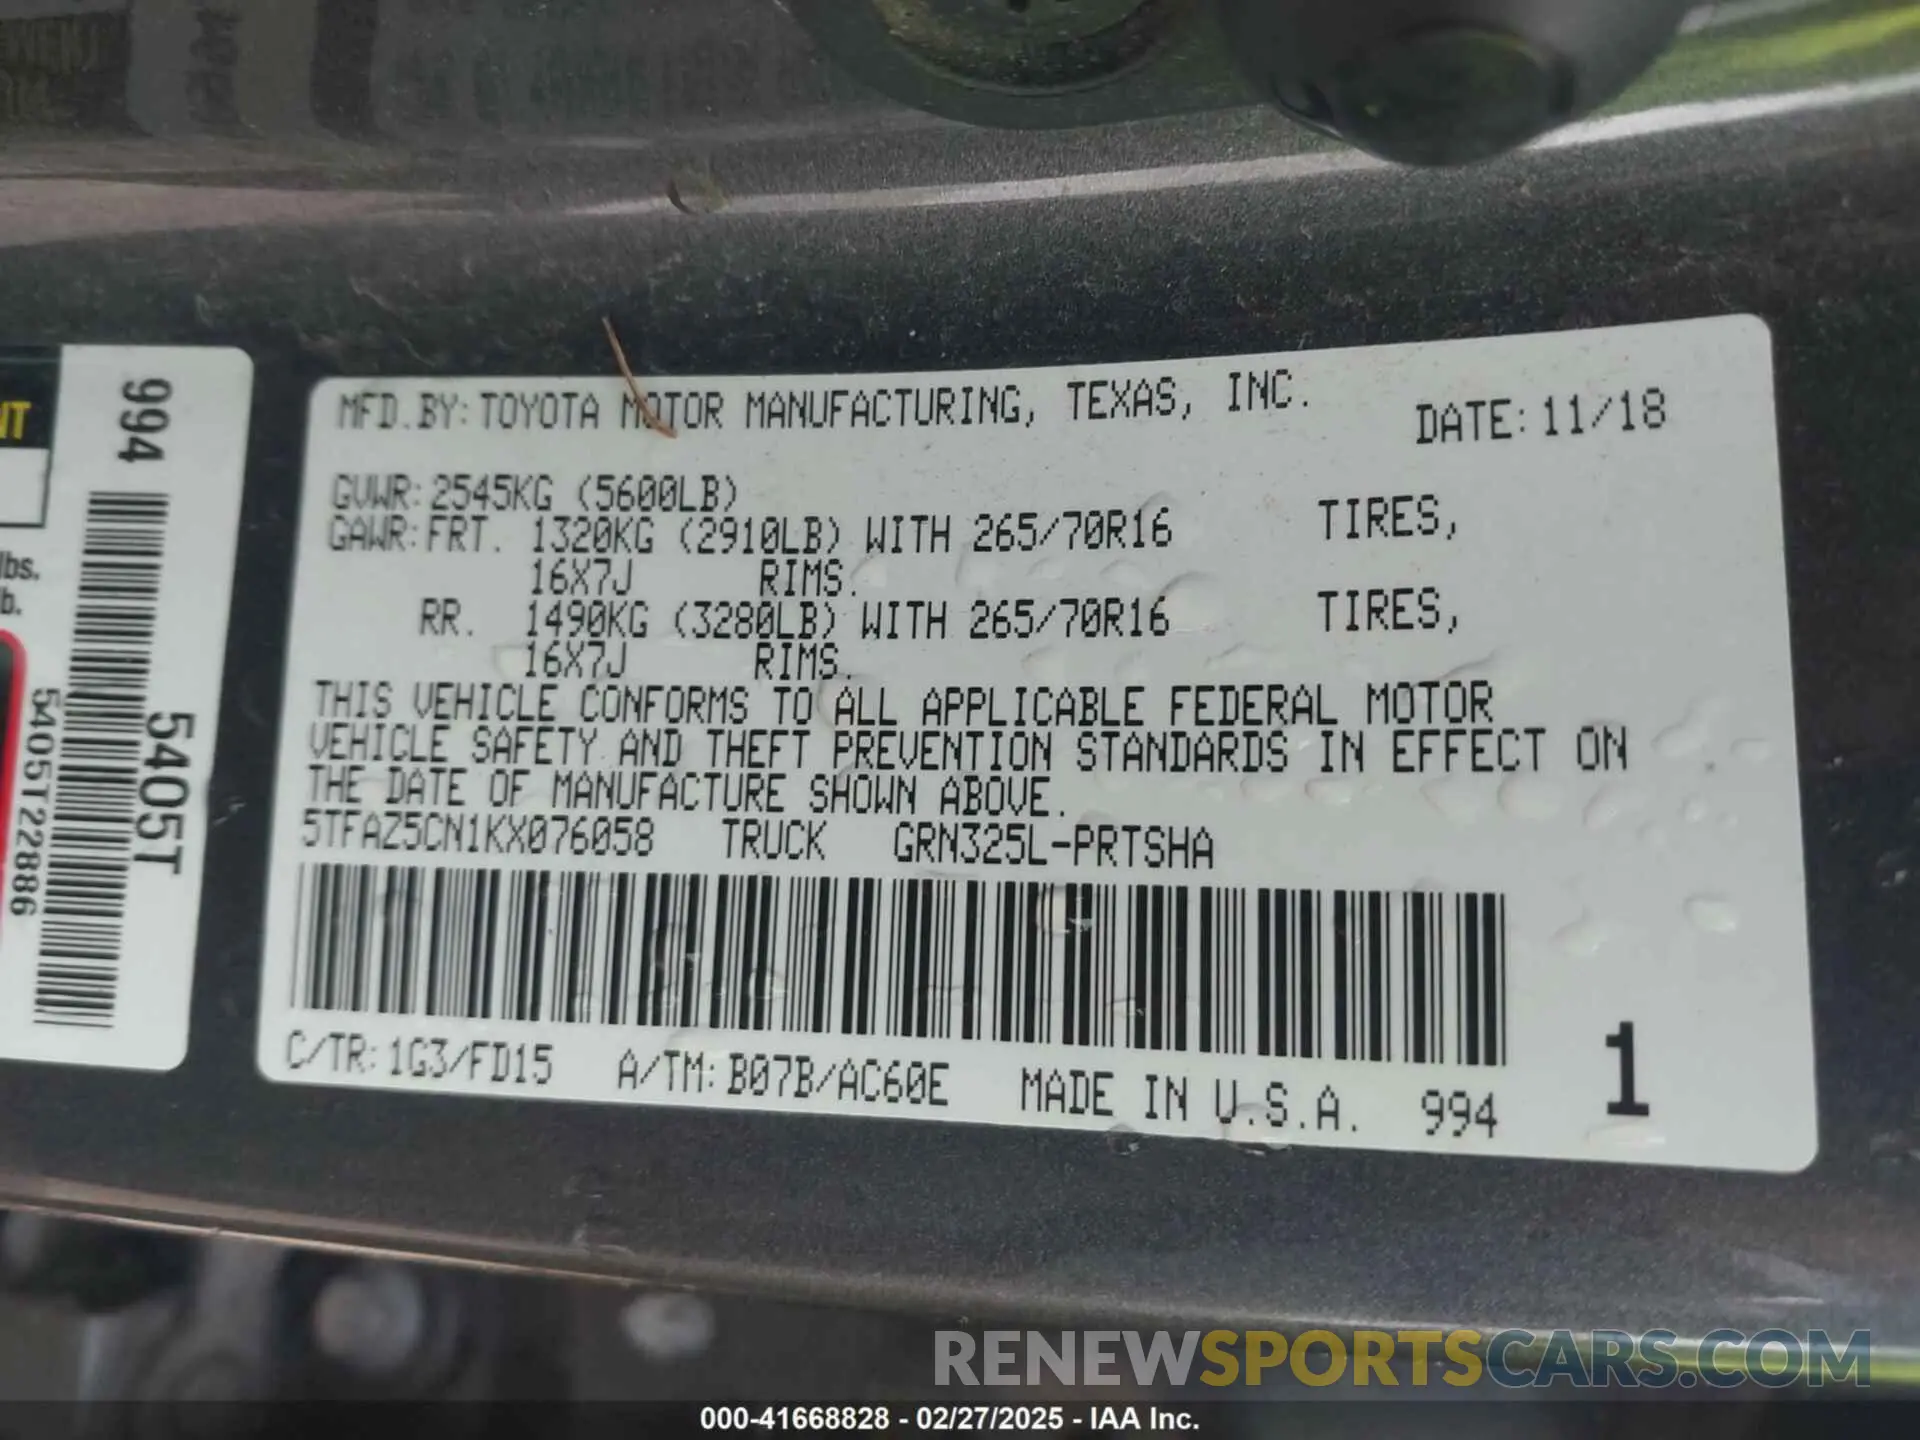 MFD.BY: TOYOTA MOTOR MANUFACTURING, TEXAS, INC. DATE: 11/18
GVWR: 2545KG (5600LB)
GAWR: FRT. 1320KG (2910LB) WITH 265/70R16 TIRES,
16X7J RIMS.
RR. 1490KG (3280LB) WITH 265/70R16 TIRES,
16X7J RIMS.
THIS VEHICLE CONFORMS TO ALL APPLICABLE FEDERAL MOTOR
VEHICLE SAFETY AND THEFT PREVENTION STANDARDS IN EFFECT ON
THE DATE OF MANUFACTURE SHOWN ABOVE.
5TFAZ5CN1KX076058 TRUCK GRN325L-PRTSHA
C/TR: 1G3/FD15 A/TM: B07B/AC60E MADE IN U.S.A. 994
1
994
5405T
5405T22886
lbs.
RENEWSPORTSCARS.COM
000-41668828 - 02/27/2025 - IAA Inc.